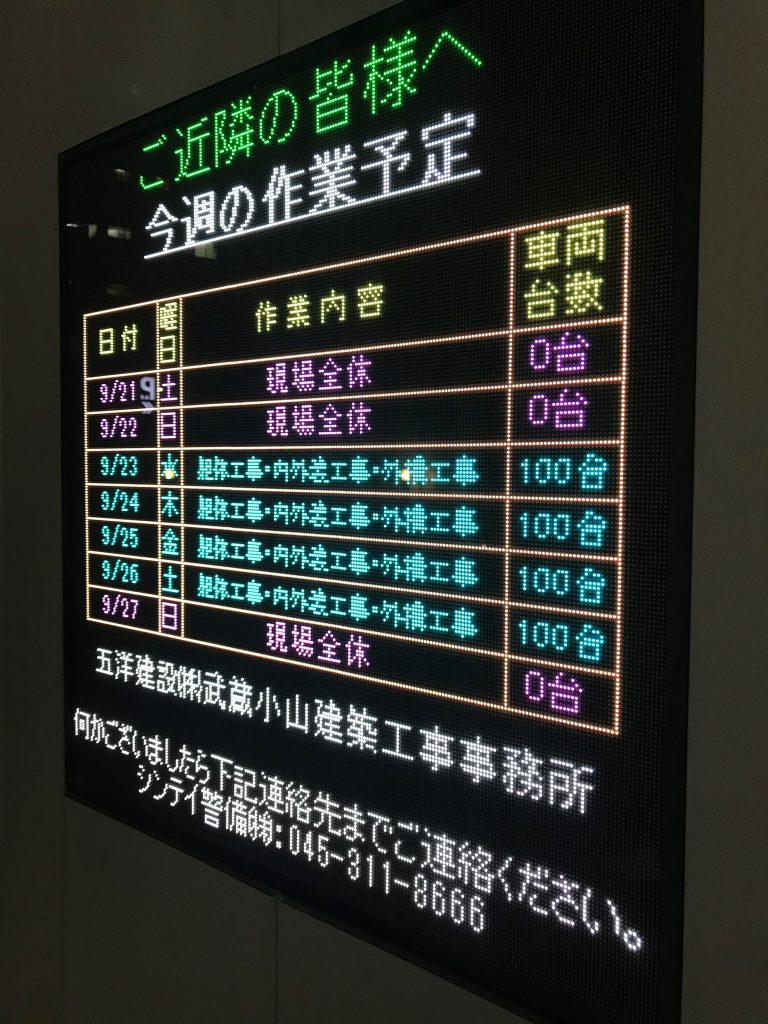 ご近隣の皆様へ
今週の作業予定
日付 曜日 作業内容 車両台数
9/21 土 現場全休 0台
9/22 日 現場全休 0台
9/23 水 躯体工事・内外装工事・外構工事 100台
9/24 木 躯体工事・内外装工事・外構工事 100台
9/25 金 躯体工事・内外装工事・外構工事 100台
9/26 土 躯体工事・内外装工事・外構工事 100台
9/27 日 現場全休 0台
五洋建設㈱武蔵小山建築工事事務所
何かございましたら下記連絡先までご連絡ください。
シンテイ警備㈱:045-311-8666